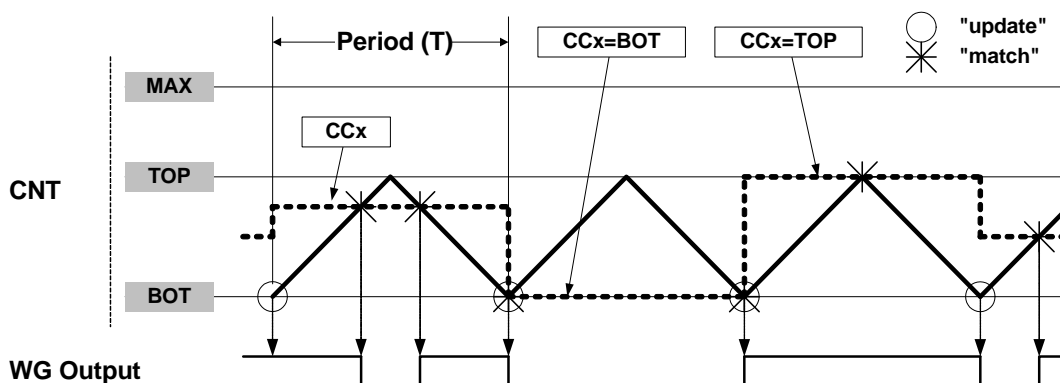 Period (T)
CCx=BOT
CCx=TOP
"update"
"match"
MAX
CCx
TOP
CNT
BOT
WG Output